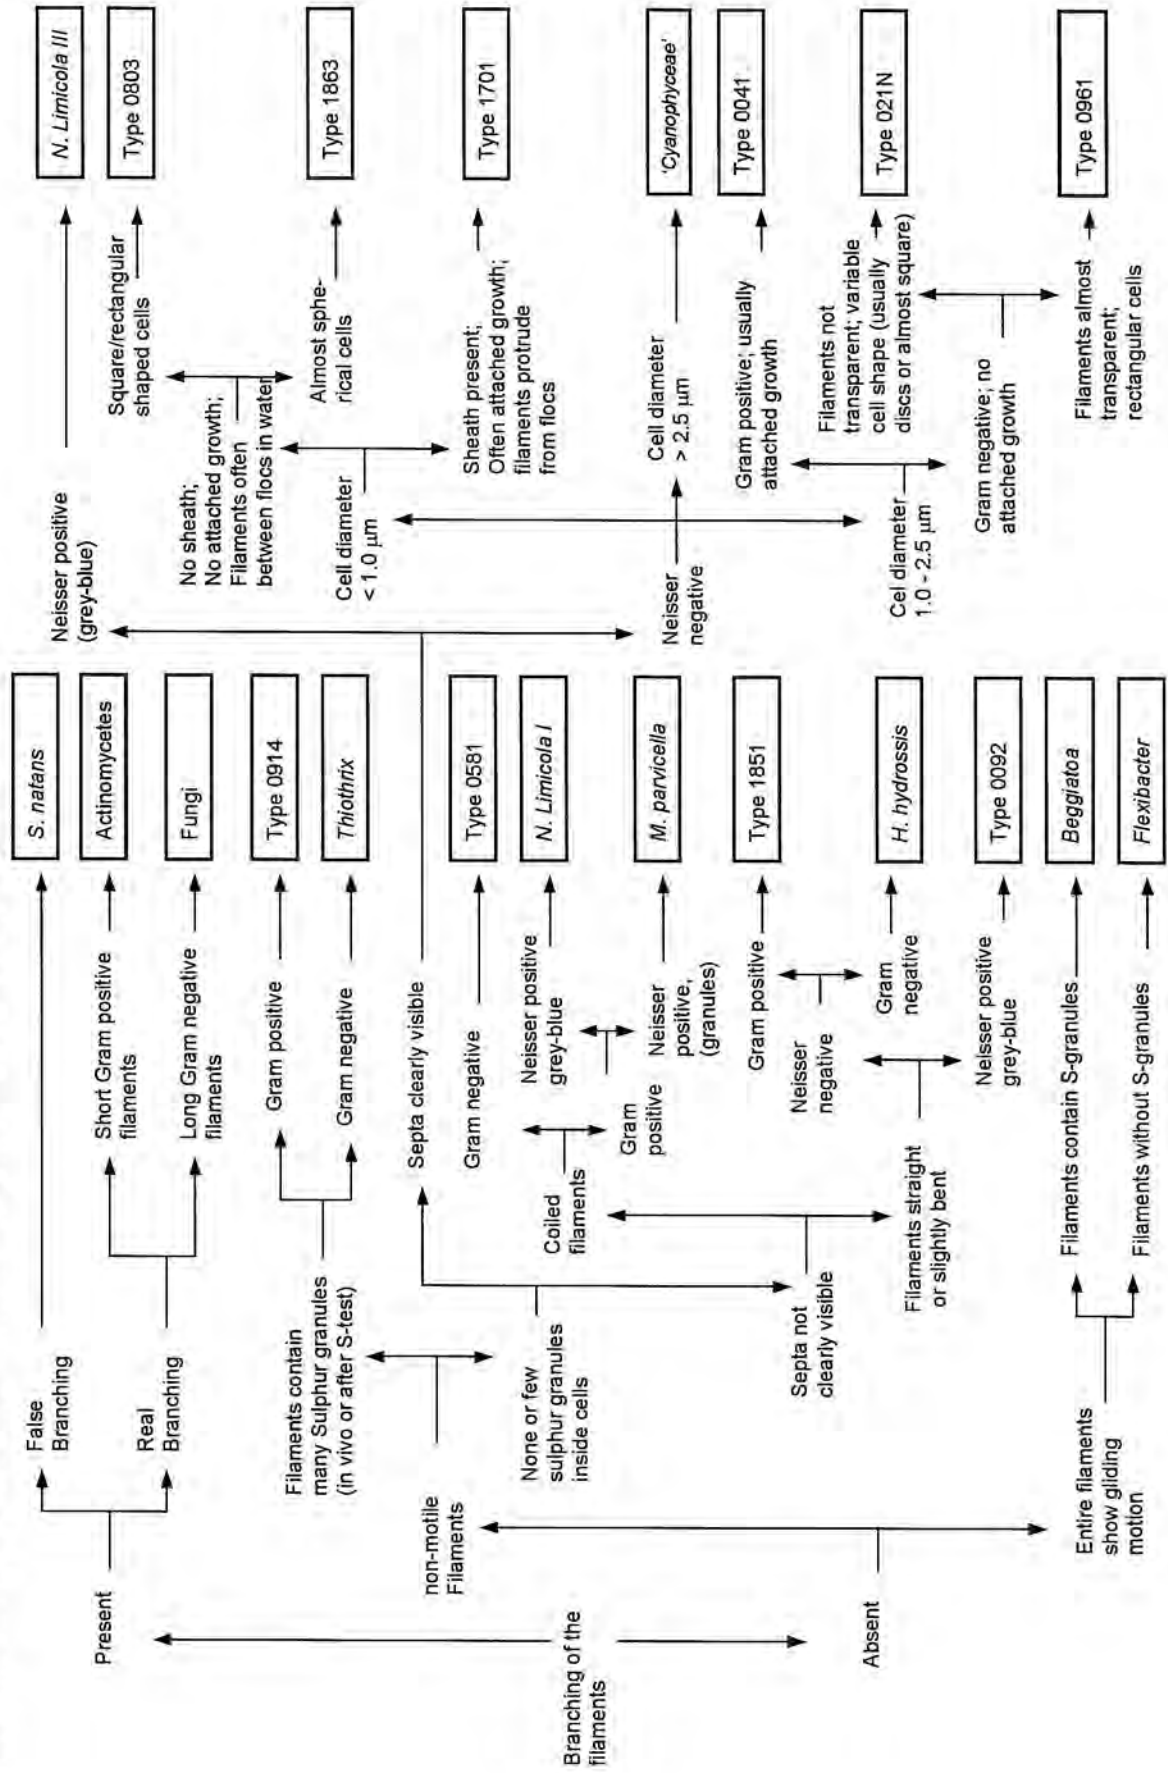 Branching of the
filaments
Present
False
Branching
S. natans
Real
Branching
Short Gram positive
filaments
Actinomycetes
Long Gram negative
filaments
Fungi
Absent
non-motile
Filaments
Filaments contain
many Sulphur granules
(in vivo or after S-test)
Gram positive
Type 0914
Gram negative
Thiothrix
None or few
sulphur granules
inside cells
Septa clearly visible
Neisser positive
(grey-blue)
N. Limicola III
Neisser
negative
Cell diameter
< 1.0 µm
No sheath;
No attached growth;
Filaments often
between flocs in water
Square/rectangular
shaped cells
Type 0803
Almost sphe-
rical cells
Type 1863
Sheath present;
Often attached growth;
filaments protrude
from flocs
Type 1701
Cell diameter
> 2.5 µm
'Cyanophyceae'
Cel diameter
1.0 - 2.5 µm
Gram positive; usually
attached growth
Type 0041
Gram negative; no
attached growth
Filaments not
transparent; variable
cell shape (usually
discs or almost square)
Type 021N
Filaments almost
transparent;
rectangular cells
Type 0961
Septa not
clearly visible
Coiled
filaments
Gram negative
Type 0581
Gram
positive
Neisser positive
grey-blue
N. Limicola I
Neisser
positive,
(granules)
M. parvicella
Filaments straight
or slightly bent
Neisser
negative
Gram positive
Type 1851
Gram
negative
H. hydrossis
Neisser positive
grey-blue
Type 0092
Entire filaments
show gliding
motion
Filaments contain S-granules
Beggiatoa
Filaments without S-granules
Flexibacter